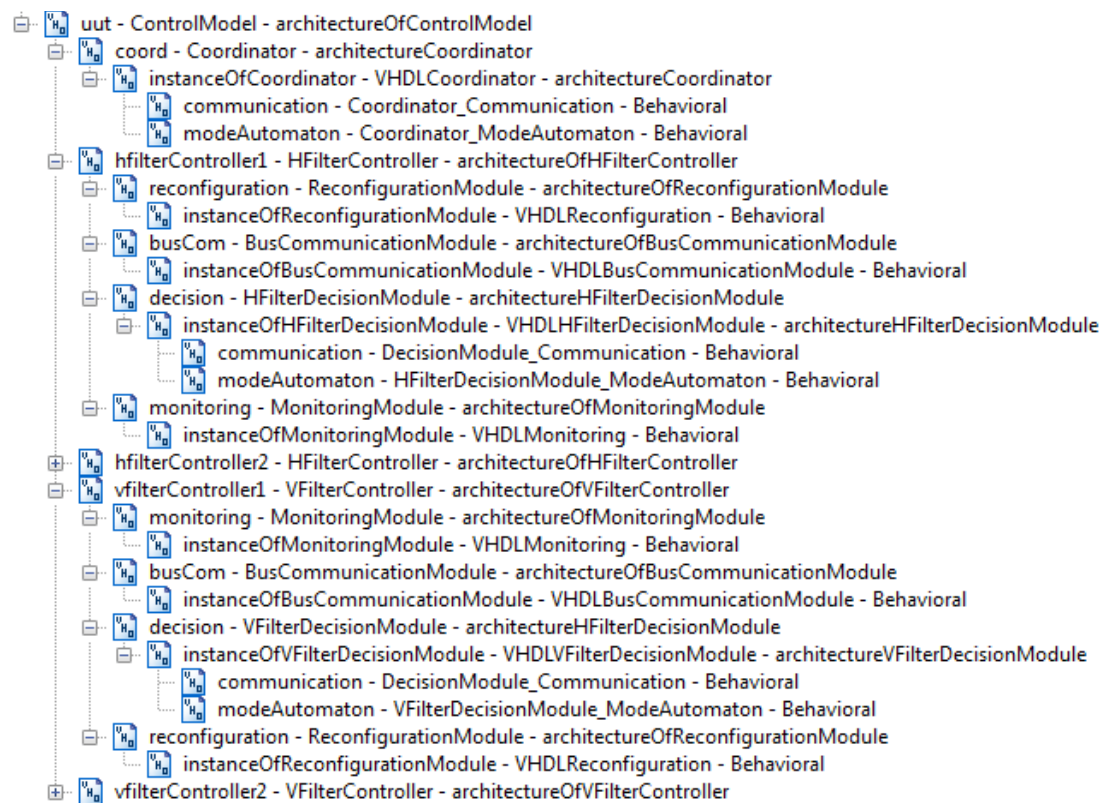 uut - ControlModel - architectureOfControlModel
coord - Coordinator - architectureCoordinator
instanceOfCoordinator - VHDLCoordinator - architectureCoordinator
communication - Coordinator_Communication - Behavioral
modeAutomaton - Coordinator_ModeAutomaton - Behavioral
hfilterController1 - HFilterController - architectureOfHFilterController
reconfiguration - ReconfigurationModule - architectureOfReconfigurationModule
instanceOfReconfigurationModule - VHDLReconfiguration - Behavioral
busCom - BusCommunicationModule - architectureOfBusCommunicationModule
instanceOfBusCommunicationModule - VHDLBusCommunicationModule - Behavioral
decision - HFilterDecisionModule - architectureHFilterDecisionModule
instanceOfHFilterDecisionModule - VHDLHFilterDecisionModule - architectureHFilterDecisionModule
communication - DecisionModule_Communication - Behavioral
modeAutomaton - HFilterDecisionModule_ModeAutomaton - Behavioral
monitoring - MonitoringModule - architectureOfMonitoringModule
instanceOfMonitoringModule - VHDLMonitoring - Behavioral
hfilterController2 - HFilterController - architectureOfHFilterController
vfilterController1 - VFilterController - architectureOfVFilterController
monitoring - MonitoringModule - architectureOfMonitoringModule
instanceOfMonitoringModule - VHDLMonitoring - Behavioral
busCom - BusCommunicationModule - architectureOfBusCommunicationModule
instanceOfBusCommunicationModule - VHDLBusCommunicationModule - Behavioral
decision - VFilterDecisionModule - architectureHFilterDecisionModule
instanceOfVFilterDecisionModule - VHDLVFilterDecisionModule - architectureVFilterDecisionModule
communication - DecisionModule_Communication - Behavioral
modeAutomaton - VFilterDecisionModule_ModeAutomaton - Behavioral
reconfiguration - ReconfigurationModule - architectureOfReconfigurationModule
instanceOfReconfigurationModule - VHDLReconfiguration - Behavioral
vfilterController2 - VFilterController - architectureOfVFilterController